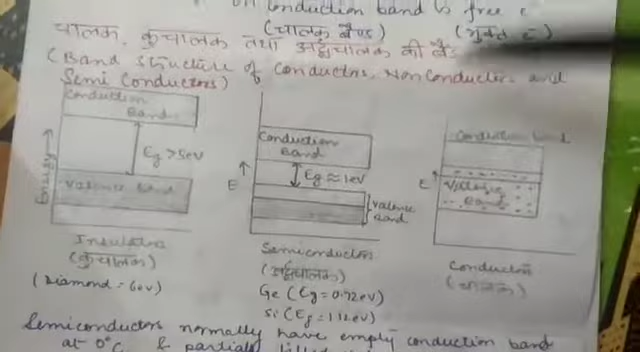 conduction band is free e
(चालक बैण्ड) (मुक्त e⁻)
चालक, कुचालक तथा अर्द्धचालक की बैंड
(Band structure of Conductors, Nonconductors and
Semi Conductors)
Conduction
Band
Eg > 5ev
Valence Band
Energy
Insulator
(कुचालक)
(Diamond = 6ev)
Conduction
Band
Eg ≈ 1ev
E
Valence
Band
Semiconductor
(अर्द्धचालक)
Ge (Eg = 0.72ev)
Si (Eg = 1.12ev)
Conduction Band
E
Valence
Band
Conductor
(चालक)
Semiconductors normally have empty conduction band
at 0°C & partially filled